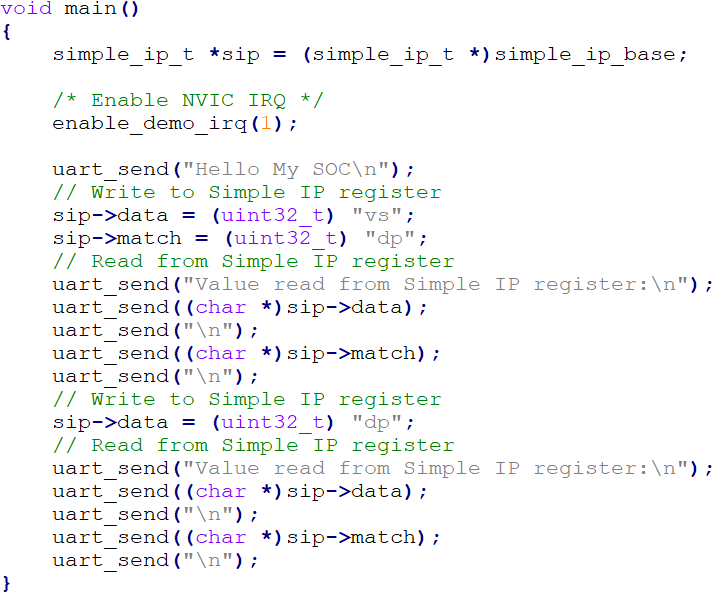 void main()
{
    simple_ip_t *sip = (simple_ip_t *)simple_ip_base;

    /* Enable NVIC IRQ */
    enable_demo_irq(1);

    uart_send("Hello My SOC\n");
    // Write to Simple IP register
    sip->data = (uint32_t) "vs";
    sip->match = (uint32_t) "dp";
    // Read from Simple IP register
    uart_send("Value read from Simple IP register:\n");
    uart_send((char *)sip->data);
    uart_send("\n");
    uart_send((char *)sip->match);
    uart_send("\n");
    // Write to Simple IP register
    sip->data = (uint32_t) "dp";
    // Read from Simple IP register
    uart_send("Value read from Simple IP register:\n");
    uart_send((char *)sip->data);
    uart_send("\n");
    uart_send((char *)sip->match);
    uart_send("\n");
}